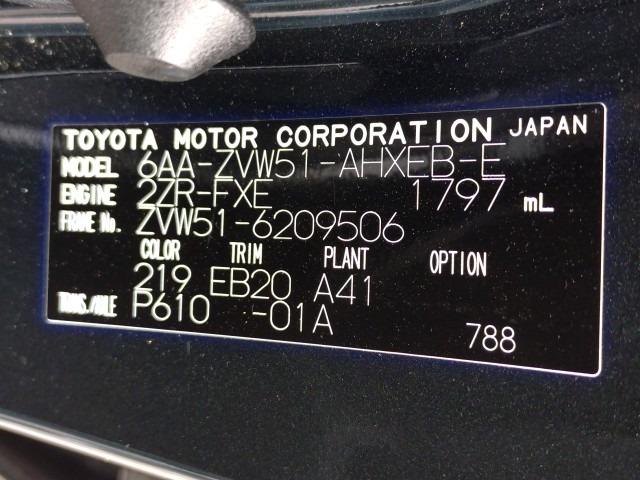 TOYOTA MOTOR CORPORATION JAPAN
MODEL 6AA-ZVW51-AHXEB-E
ENGINE 2ZR-FXE 1797 mL
FRAME No. ZVW51-6209506
COLOR TRIM PLANT OPTION
219 EB20 A41
TRANS./AXLE P610 -01A
788